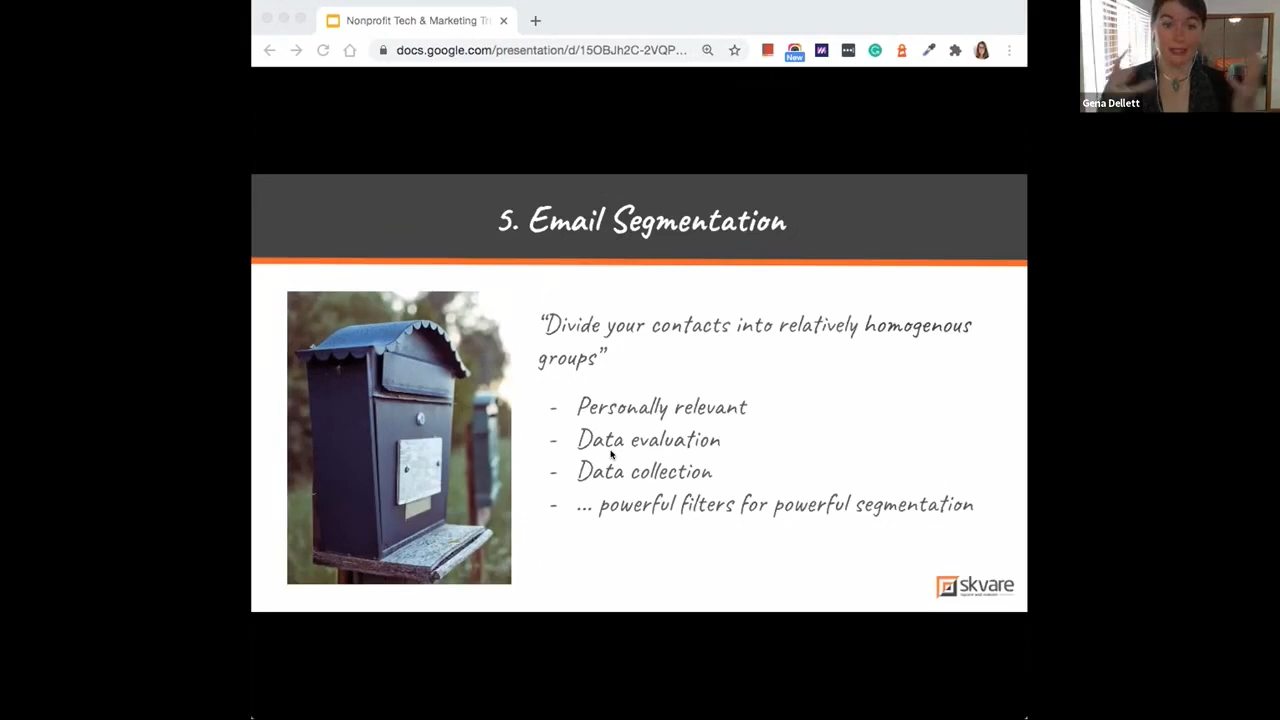 Nonprofit Tech & Marketing Tr
docs.google.com/presentation/d/15OBJh2C-2VQP...
New
Gena Dellett
5. Email Segmentation
“Divide your contacts into relatively homogenous
groups”
- Personally relevant
- Data evaluation
- Data collection
- ... powerful filters for powerful segmentation
skvare